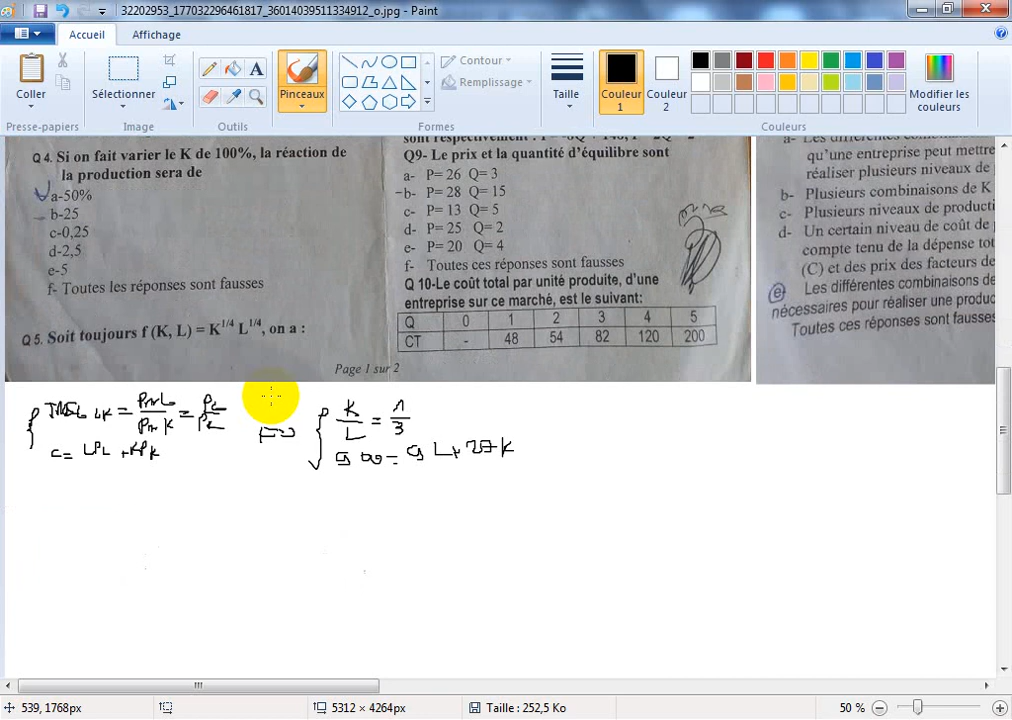 32202953_177032296461817_36014039511334912_o.jpg - Paint
Accueil
Affichage
Coller
Sélectionner
Pinceaux
Contour
Remplissage
Taille
Couleur 1
Couleur 2
Modifier les couleurs
Presse-papiers
Image
Outils
Formes
Couleurs
Q 4. Si on fait varier le K de 100%, la réaction de
la production sera de
a-50%
b-25
c-0,25
d-2,5
e-5
f- Toutes les réponses sont fausses
Q 5. Soit toujours f (K, L) = K1/4 L1/4, on a :
Q9- Le prix et la quantité d'équilibre sont
a- P= 26 Q= 3
b- P= 28 Q= 15
c- P= 13 Q= 5
d- P= 25 Q= 2
e- P= 20 Q= 4
f- Toutes ces réponses sont fausses
Q 10-Le coût total par unité produite, d'une
entreprise sur ce marché, est le suivant:
Q 0 1 2 3 4 5
CT - 48 54 82 120 200
Page 1 sur 2
a- Les différentes
qu'une entreprise peut mettre
réaliser plusieurs niveaux de
b- Plusieurs combinaisons de K
c- Plusieurs niveaux de
d- Un certain niveau de coût de
compte tenu de la dépense
(C) et des prix des facteurs de
e Les différentes combinaisons
nécessaires pour réaliser une
Toutes ces réponses sont fausses
K/L = 1/3
900 = 9 L + 27 K
539, 1768px
5312 × 4264px
Taille : 252,5 Ko
50 %